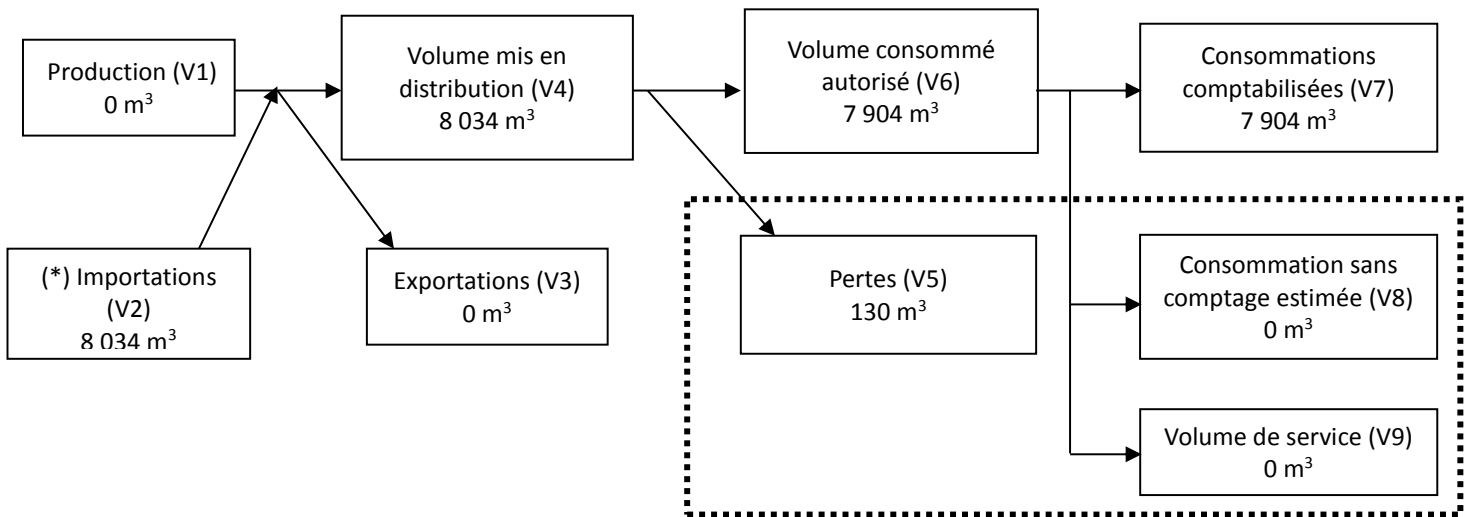 Production (V1)
0 m³
Volume mis en
distribution (V4)
8 034 m³
Volume consommé
autorisé (V6)
7 904 m³
Consommations
comptabilisées (V7)
7 904 m³
(*) Importations
(V2)
8 034 m³
Exportations (V3)
0 m³
Pertes (V5)
130 m³
Consommation sans
comptage estimée (V8)
0 m³
Volume de service (V9)
0 m³